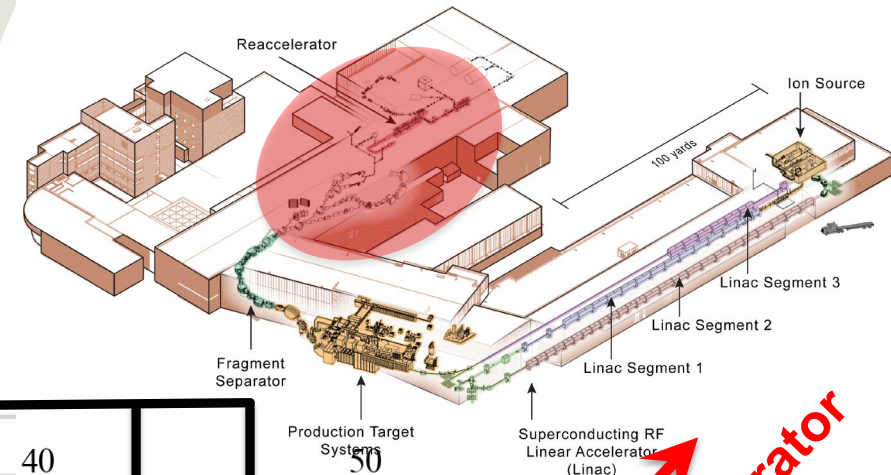 Reaccelerator
Ion Source
100 yards
Linac Segment 3
Linac Segment 2
Linac Segment 1
Fragment
Separator
Production Target
Systems
Superconducting RF
Linear Accelerator
(Linac)
40
50
erator